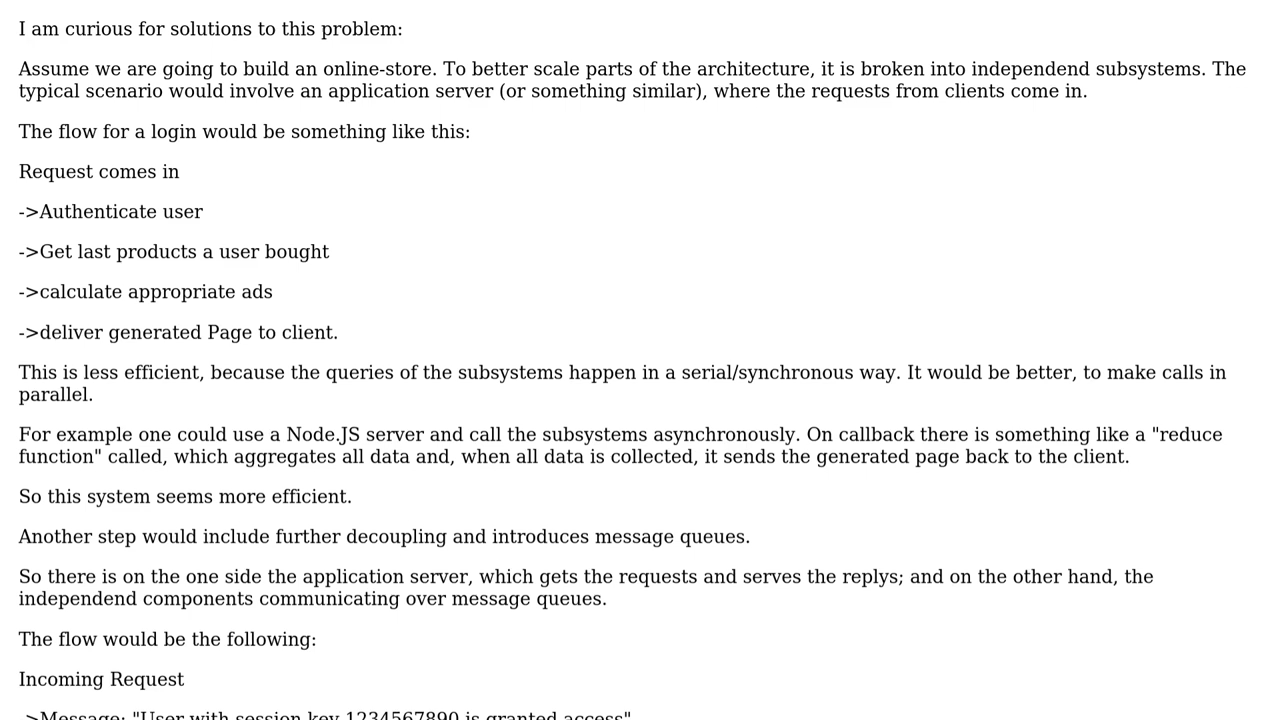 I am curious for solutions to this problem:
Assume we are going to build an online-store. To better scale parts of the architecture, it is broken into independend subsystems. The
typical scenario would involve an application server (or something similar), where the requests from clients come in.
The flow for a login would be something like this:
Request comes in
->Authenticate user
->Get last products a user bought
->calculate appropriate ads
->deliver generated Page to client.
This is less efficient, because the queries of the subsystems happen in a serial/synchronous way. It would be better, to make calls in
parallel.
For example one could use a Node.JS server and call the subsystems asynchronously. On callback there is something like a "reduce
function" called, which aggregates all data and, when all data is collected, it sends the generated page back to the client.
So this system seems more efficient.
Another step would include further decoupling and introduces message queues.
So there is on the one side the application server, which gets the requests and serves the replys; and on the other hand, the
independend components communicating over message queues.
The flow would be the following:
Incoming Request
->Message: "User with session key 1234567890 is granted access"